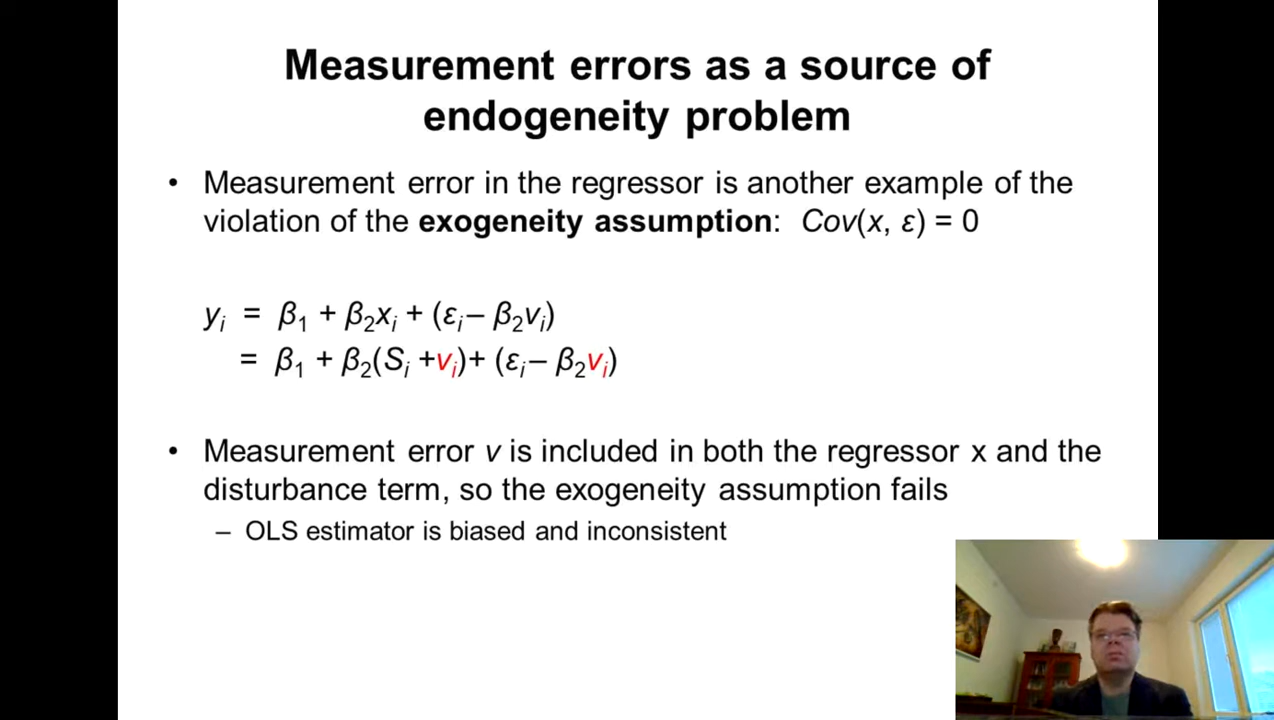 Measurement errors as a source of
endogeneity problem
• Measurement error in the regressor is another example of the
violation of the exogeneity assumption: Cov(x, ε) = 0
yᵢ = β₁ + β₂xᵢ + (εᵢ– β₂vᵢ)
= β₁ + β₂(Sᵢ +vᵢ)+ (εᵢ– β₂vᵢ)
• Measurement error v is included in both the regressor x and the
disturbance term, so the exogeneity assumption fails
– OLS estimator is biased and inconsistent